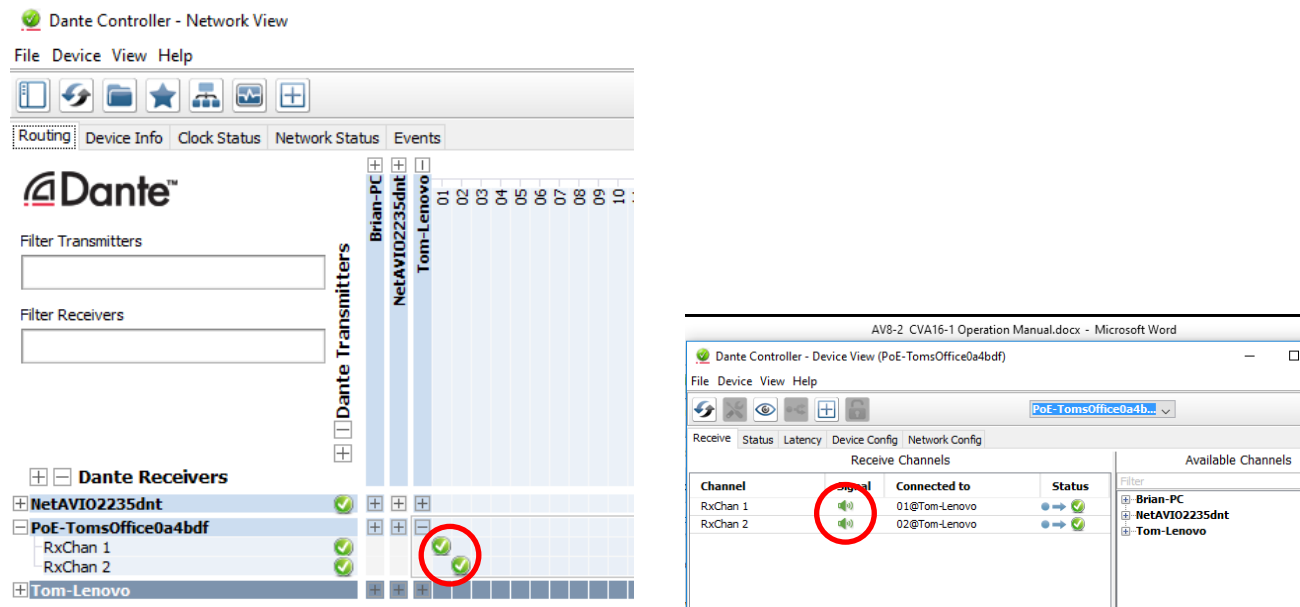 Dante Controller - Network View
File Device View Help
Routing Device Info Clock Status Network Status Events
Dante™
Filter Transmitters
Filter Receivers
Dante Transmitters
Brian-PC
NetAVIO2235dnt
Tom-Lenovo
01 02 03 04 05 06 07 08 09 10
Dante Receivers
NetAVIO2235dnt
PoE-TomsOffice0a4bdf
RxChan 1
RxChan 2
Tom-Lenovo
AV8-2 CVA16-1 Operation Manual.docx - Microsoft Word
Dante Controller - Device View (PoE-TomsOffice0a4bdf)
File Device View Help
PoE-TomsOffice0a4b...
Receive Status Latency Device Config Network Config
Receive Channels Available Channels
Channel Signal Connected to Status Filter
RxChan 1 01@Tom-Lenovo
RxChan 2 02@Tom-Lenovo
Brian-PC
NetAVIO2235dnt
Tom-Lenovo